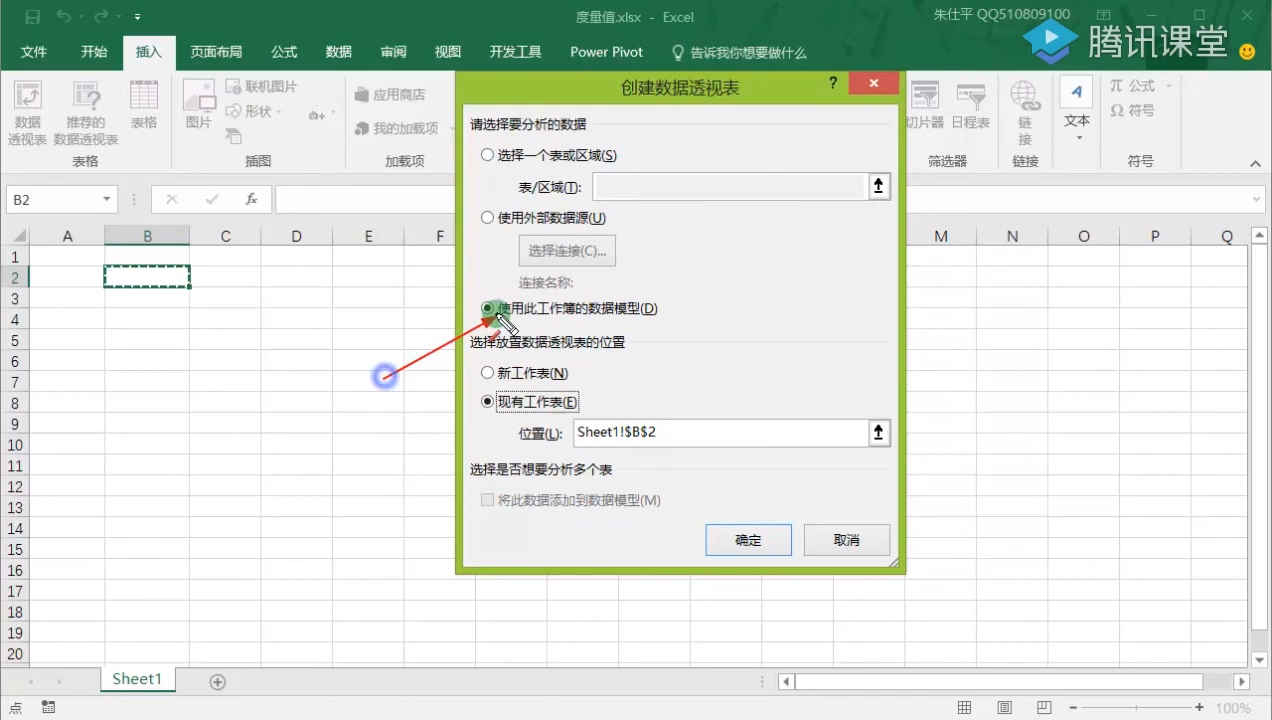 度量值.xlsx - Excel
朱仕平 QQ510809100
腾讯课堂
文件 开始 插入 页面布局 公式 数据 审阅 视图 开发工具 Power Pivot 告诉我你想要做什么
数据透视表 推荐的数据透视表 表格
表格
图片 联机图片
形状
插图
应用商店
我的加载项
加载项
切片器 日程表
筛选器
链接
链接
文本
π 公式
Ω 符号
符号
B2
fx
A B C D E F M N O P Q
1
2
3
4
5
6
7
8
9
10
11
12
13
14
15
16
17
18
19
20
创建数据透视表
?
请选择要分析的数据
选择一个表或区域(S)
表/区域(T):
使用外部数据源(U)
选择连接(C)...
连接名称:
使用此工作簿的数据模型(D)
选择放置数据透视表的位置
新工作表(N)
现有工作表(E)
位置(L): Sheet1!$B$2
选择是否想要分析多个表
将此数据添加到数据模型(M)
确定 取消
Sheet1
点
100%